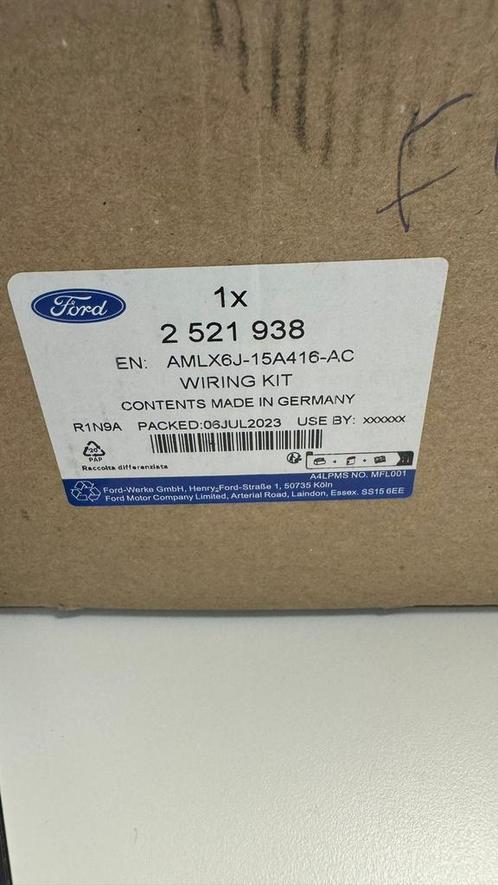 F
Ford
1x
2 521 938
EN: AMLX6J-15A416-AC
WIRING KIT
CONTENTS MADE IN GERMANY
R1N9A PACKED:06JUL2023 USE BY: xxxxxx
20
PAP
Raccolta differenziata
A4LPMS NO. MFL001
Ford-Werke GmbH, Henry-Ford-Straße 1, 50735 Köln
Ford Motor Company Limited, Arterial Road, Laindon, Essex. SS15 6EE